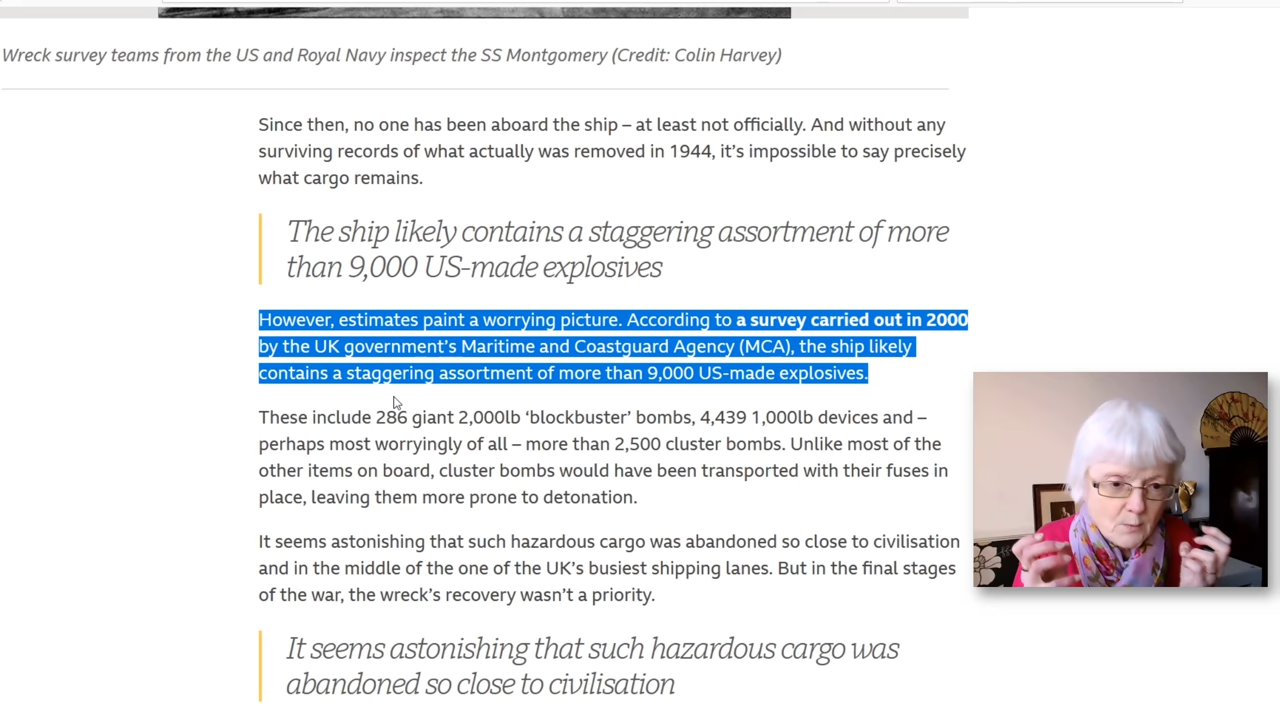 Wreck survey teams from the US and Royal Navy inspect the SS Montgomery (Credit: Colin Harvey)
Since then, no one has been aboard the ship – at least not officially. And without any
surviving records of what actually was removed in 1944, it’s impossible to say precisely
what cargo remains.
The ship likely contains a staggering assortment of more
than 9,000 US-made explosives
However, estimates paint a worrying picture. According to a survey carried out in 2000
by the UK government’s Maritime and Coastguard Agency (MCA), the ship likely
contains a staggering assortment of more than 9,000 US-made explosives.
These include 286 giant 2,000lb ‘blockbuster’ bombs, 4,439 1,000lb devices and –
perhaps most worryingly of all – more than 2,500 cluster bombs. Unlike most of the
other items on board, cluster bombs would have been transported with their fuses in
place, leaving them more prone to detonation.
It seems astonishing that such hazardous cargo was abandoned so close to civilisation
and in the middle of the one of the UK’s busiest shipping lanes. But in the final stages
of the war, the wreck’s recovery wasn’t a priority.
It seems astonishing that such hazardous cargo was
abandoned so close to civilisation